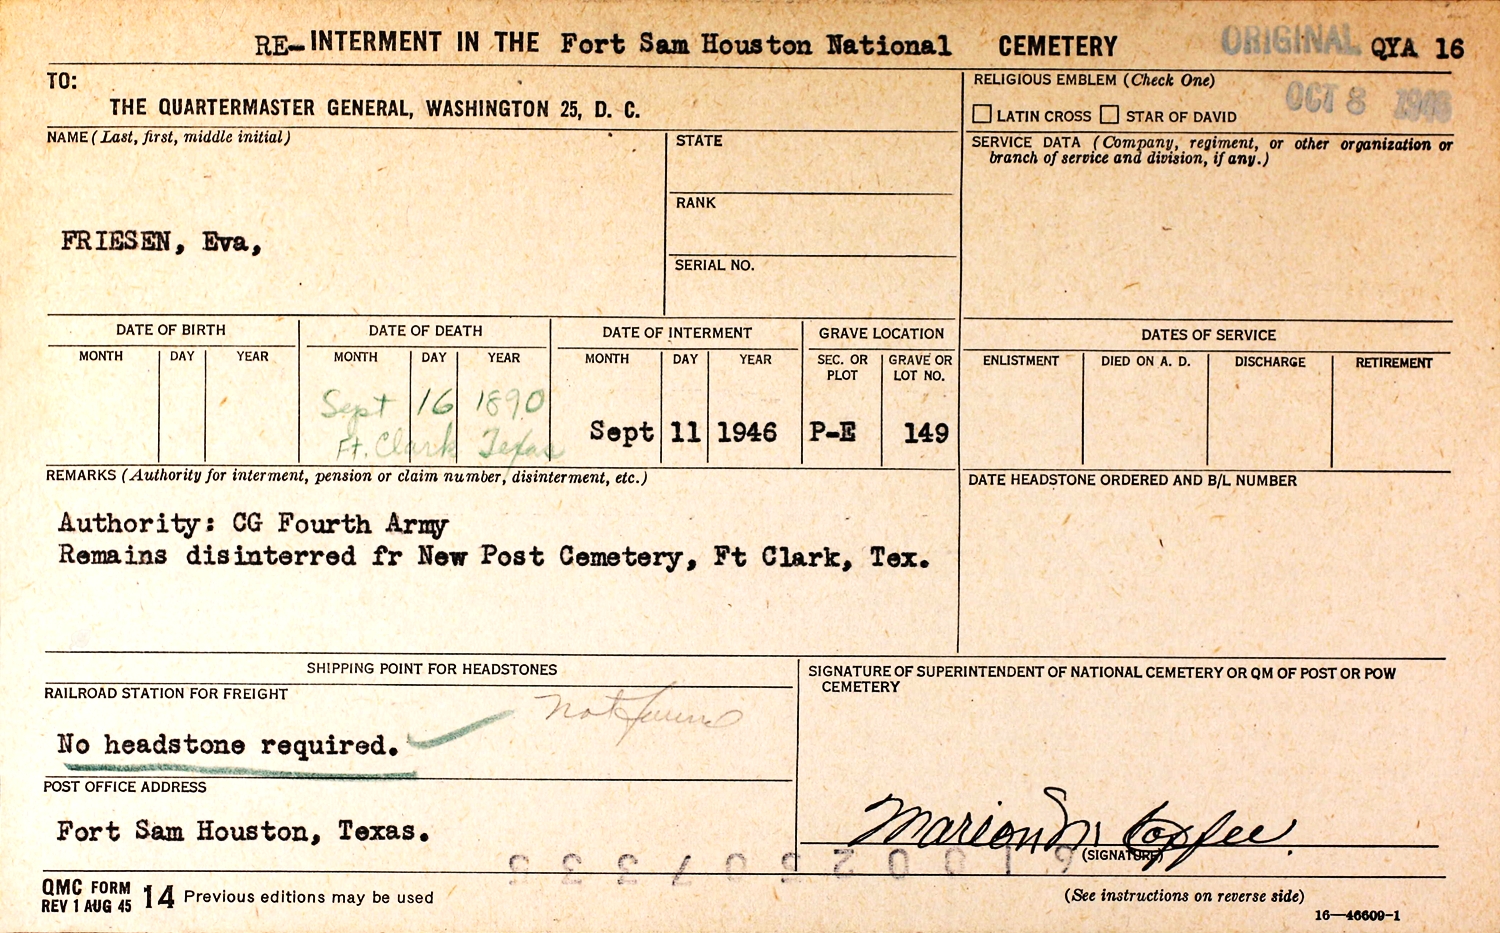 RE-INTERMENT IN THE Fort Sam Houston National CEMETERY
ORIGINAL
QYA 16
TO:
THE QUARTERMASTER GENERAL, WASHINGTON 25, D. C.
RELIGIOUS EMBLEM (Check One)
OCT 8 1946
LATIN CROSS STAR OF DAVID
NAME (Last, first, middle initial)
FRIESEN, Eva,
STATE
RANK
SERIAL NO.
SERVICE DATA (Company, regiment, or other organization or
branch of service and division, if any.)
DATE OF BIRTH
MONTH DAY YEAR
DATE OF DEATH
MONTH DAY YEAR
Sept 16 1890
Ft. Clark Texas
DATE OF INTERMENT
MONTH DAY YEAR
Sept 11 1946
GRAVE LOCATION
SEC. OR PLOT
GRAVE OR LOT NO.
P-E 149
DATES OF SERVICE
ENLISTMENT DIED ON A. D. DISCHARGE RETIREMENT
REMARKS (Authority for interment, pension or claim number, disinterment, etc.)
Authority: CG Fourth Army
Remains disinterred fr New Post Cemetery, Ft Clark, Tex.
DATE HEADSTONE ORDERED AND B/L NUMBER
SHIPPING POINT FOR HEADSTONES
RAILROAD STATION FOR FREIGHT
not found
No headstone required.
POST OFFICE ADDRESS
Fort Sam Houston, Texas.
SIGNATURE OF SUPERINTENDENT OF NATIONAL CEMETERY OR QM OF POST OR POW
CEMETERY
Marion M
(SIGNATURE)
QMC FORM 14
REV 1 AUG 45
Previous editions may be used
(See instructions on reverse side)
16—46609-1